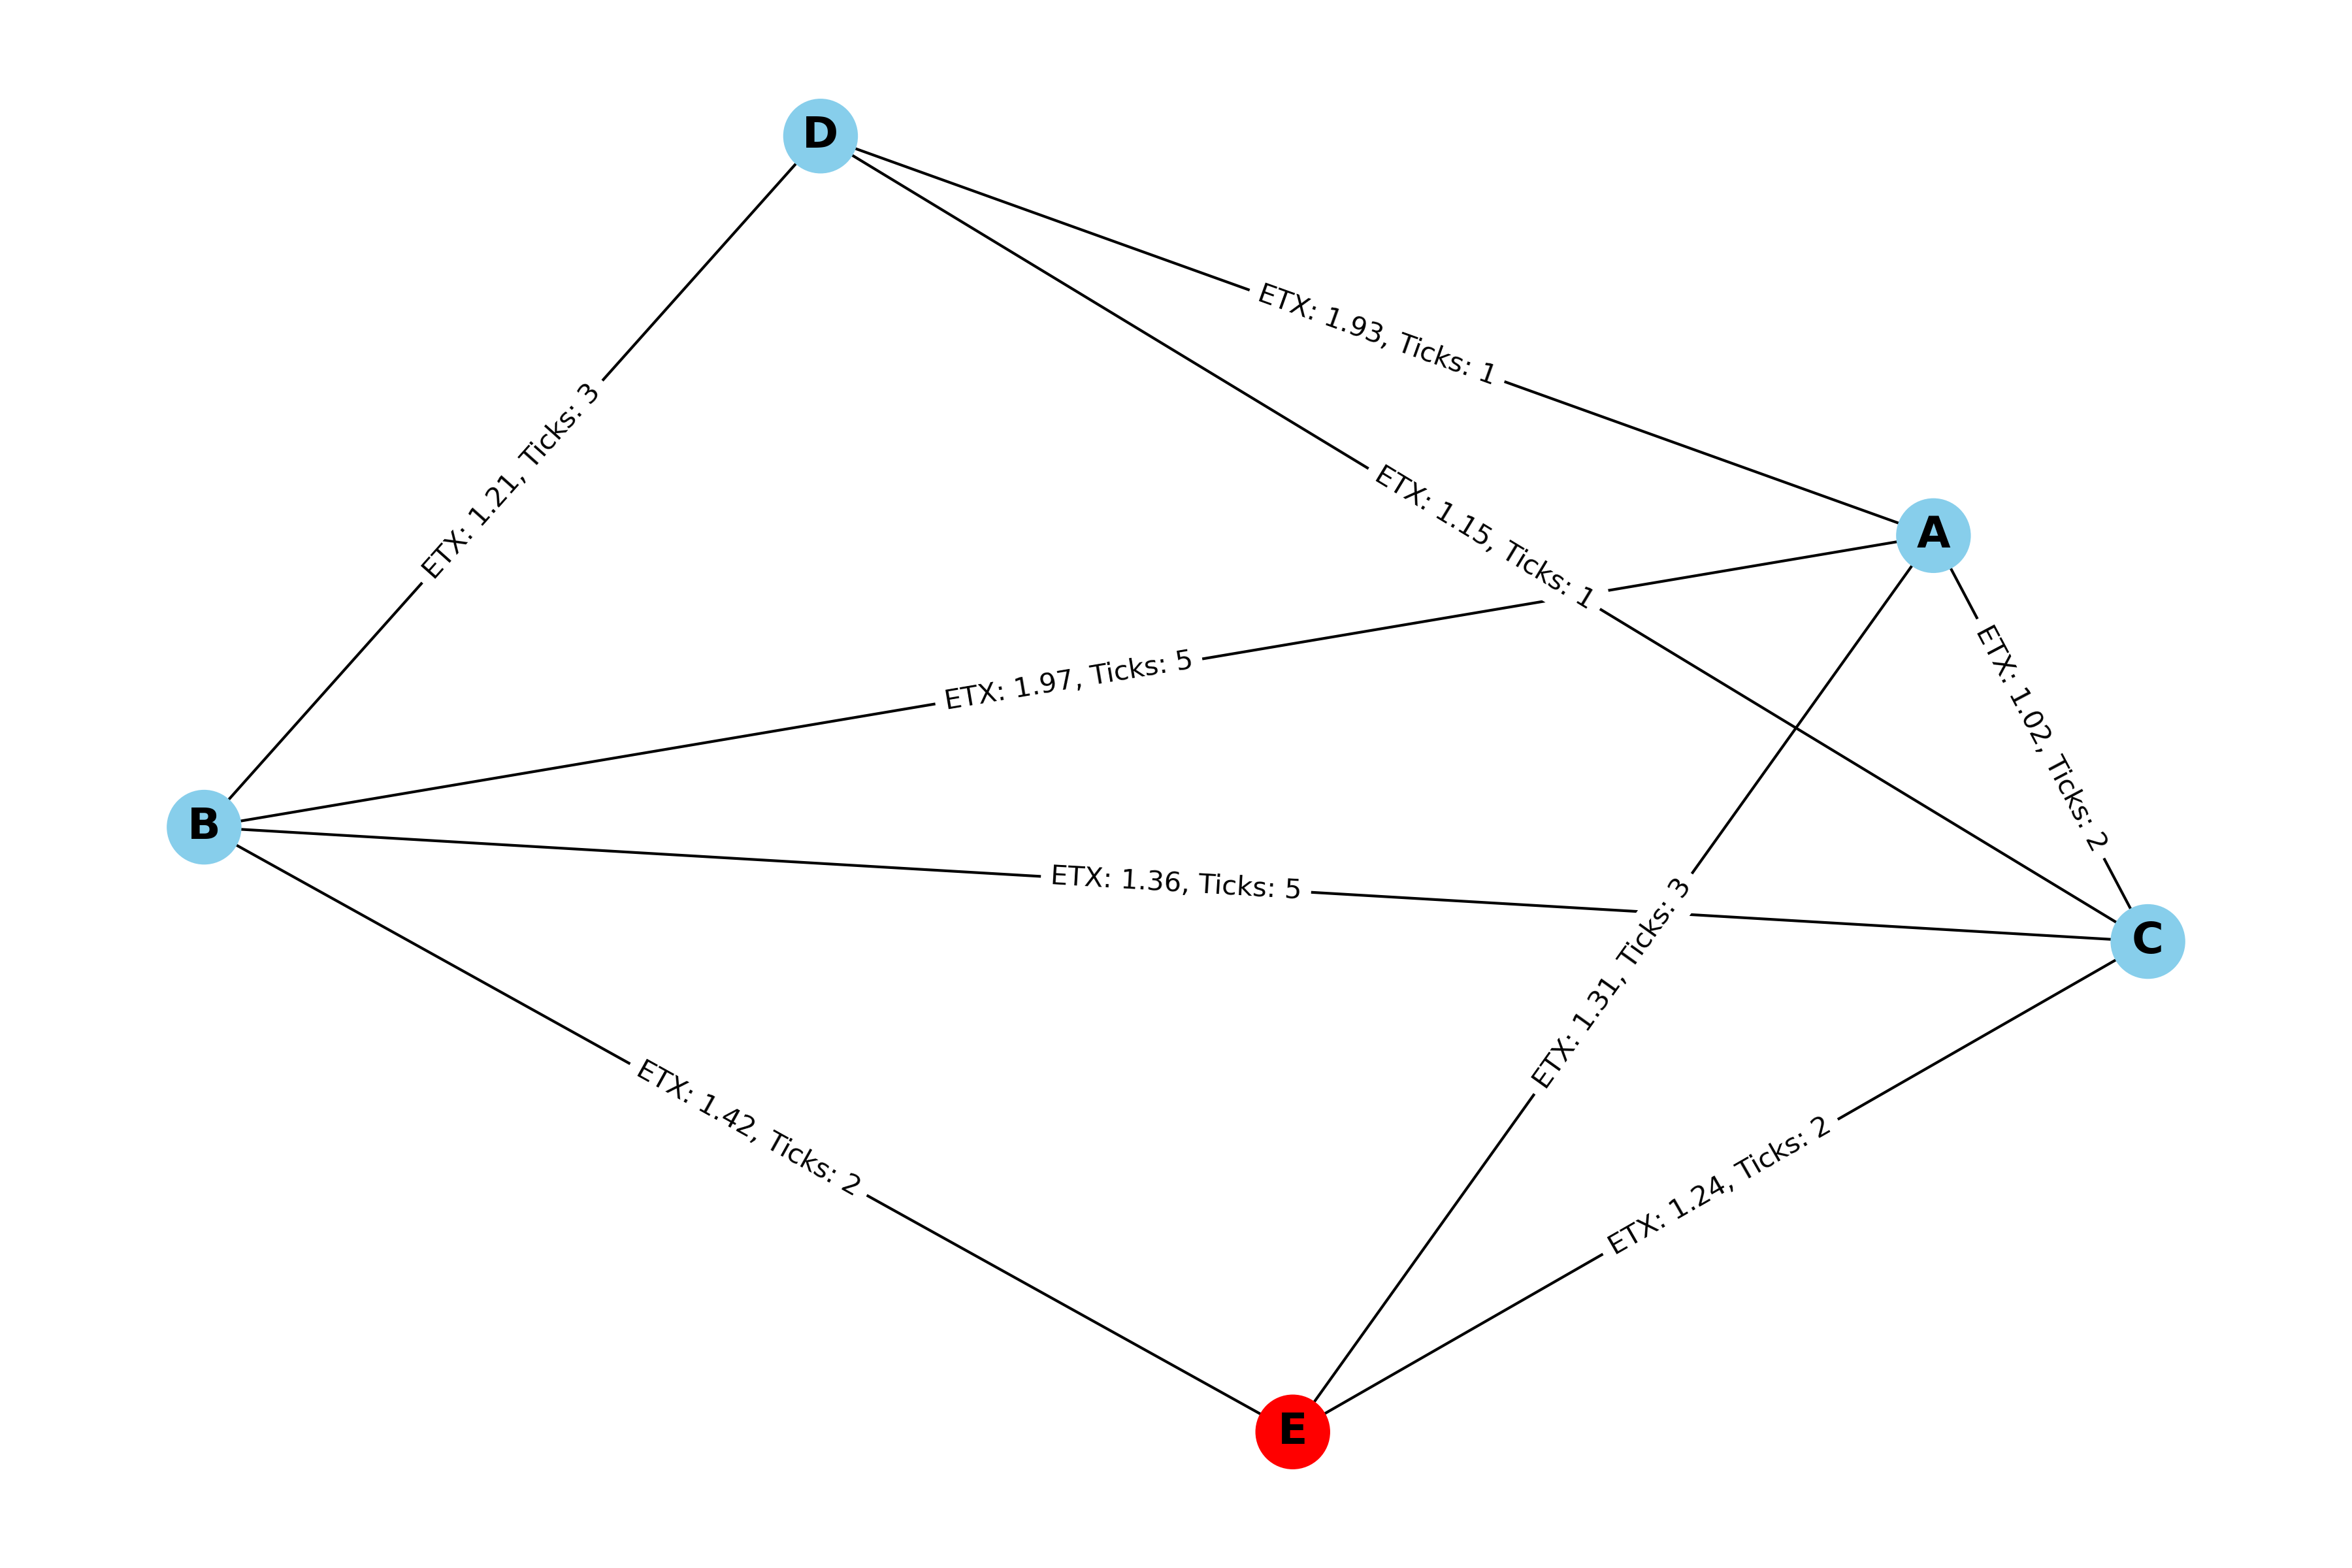 D
ETX: 1.93, Ticks: 1
ETX: 1.21, Ticks: 3
ETX: 1.15, Ticks: 1
A
ETX: 1.97, Ticks: 5
ETX: 1.02, Ticks: 2
B
ETX: 1.36, Ticks: 5
C
ETX: 1.31, Ticks: 3
ETX: 1.42, Ticks: 2
ETX: 1.24, Ticks: 2
E